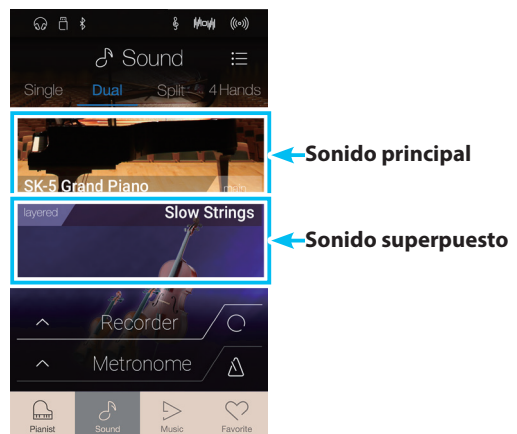 Sound
Single Dual Split 4 Hands
SK-5 Grand Piano main
Sonido principal
layered Slow Strings
Sonido superpuesto
Recorder
Metronome
Pianist Sound Music Favorite